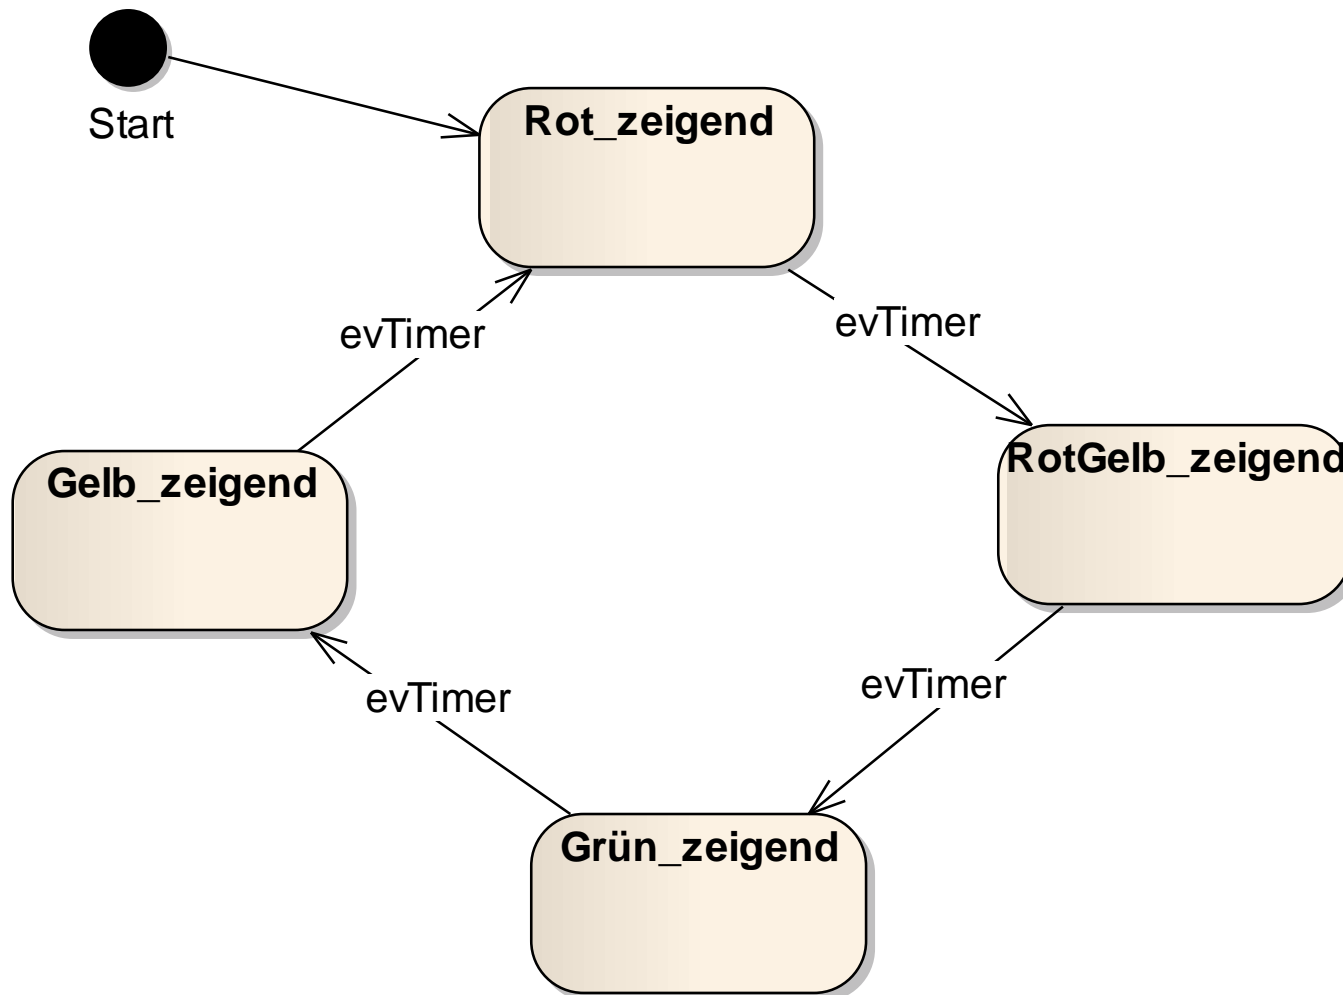 Start
Rot_zeigend
evTimer
evTimer
Gelb_zeigend
RotGelb_zeigend
evTimer
evTimer
Grün_zeigend